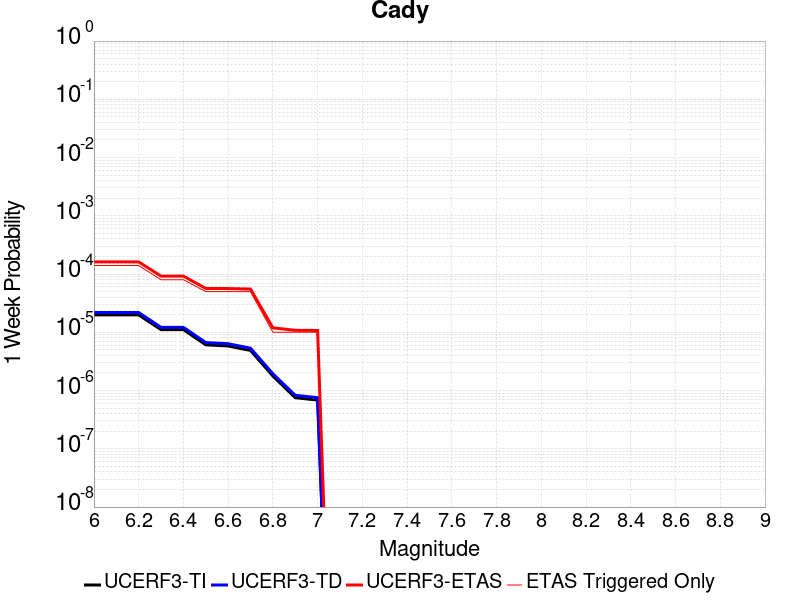 Cady
10^0
10^-1
10^-2
10^-3
10^-4
10^-5
10^-6
10^-7
10^-8
1 Week Probability
6 6.2 6.4 6.6 6.8 7 7.2 7.4 7.6 7.8 8 8.2 8.4 8.6 8.8 9
Magnitude
UCERF3-TI UCERF3-TD UCERF3-ETAS ETAS Triggered Only